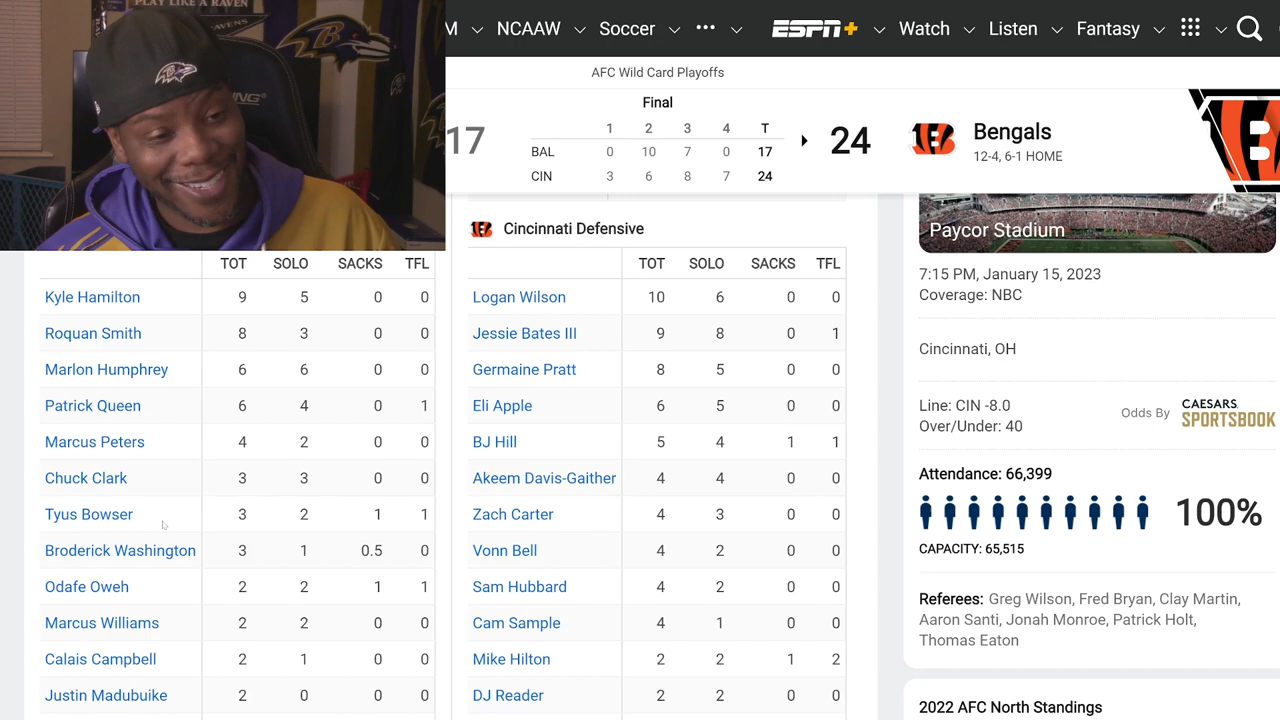 PLAY LIKE A RAVEN
M
NCAAW
Soccer
•••
ESPN+
Watch
Listen
Fantasy
AFC Wild Card Playoffs
Final
17
1 2 3 4 T
BAL 0 10 7 0 17
CIN 3 6 8 7 24
24
Bengals
12-4, 6-1 HOME
TOT SOLO SACKS TFL
Kyle Hamilton 9 5 0 0
Roquan Smith 8 3 0 0
Marlon Humphrey 6 6 0 0
Patrick Queen 6 4 0 1
Marcus Peters 4 2 0 0
Chuck Clark 3 3 0 0
Tyus Bowser 3 2 1 1
Broderick Washington 3 1 0.5 0
Odafe Oweh 2 2 1 1
Marcus Williams 2 2 0 0
Calais Campbell 2 1 0 0
Justin Madubuike 2 0 0 0
Cincinnati Defensive
TOT SOLO SACKS TFL
Logan Wilson 10 6 0 0
Jessie Bates III 9 8 0 1
Germaine Pratt 8 5 0 0
Eli Apple 6 5 0 0
BJ Hill 5 4 1 1
Akeem Davis-Gaither 4 4 0 0
Zach Carter 4 3 0 0
Vonn Bell 4 2 0 0
Sam Hubbard 4 2 0 0
Cam Sample 4 1 0 0
Mike Hilton 2 2 1 2
DJ Reader 2 2 0 0
Paycor Stadium
7:15 PM, January 15, 2023
Coverage: NBC
Cincinnati, OH
Line: CIN -8.0
Over/Under: 40
Odds By
CAESARS
SPORTSBOOK
Attendance: 66,399
100%
CAPACITY: 65,515
Referees: Greg Wilson, Fred Bryan, Clay Martin,
Aaron Santi, Jonah Monroe, Patrick Holt,
Thomas Eaton
2022 AFC North Standings